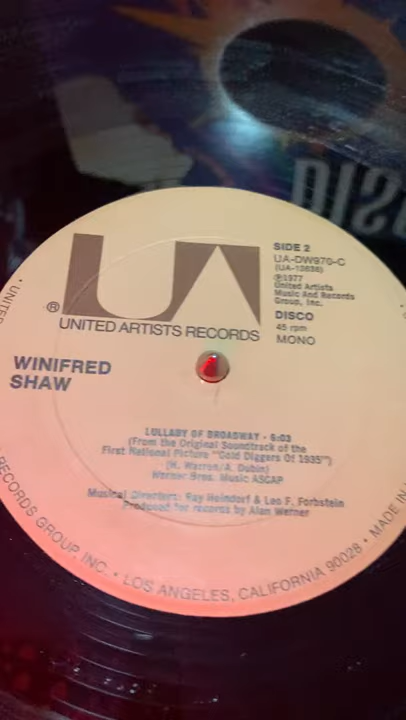 DISC
UA
SIDE 2
UA-DW970-C
(UA-10836)
℗1977
United Artists
Music And Records
Group, Inc.
DISCO
45 rpm
MONO
®
UNITED ARTISTS RECORDS
WINIFRED
SHAW
LULLABY OF BROADWAY - 6:03
(From the Original Soundtrack of the
First National Picture "Gold Diggers Of 1935")
(H. Warren/A. Dubin)
Warner Bros. Music ASCAP
Musical Directors: Ray Heindorf & Leo F. Forbstein
Produced for records by Alan Warner
RECORDS GROUP, INC. • LOS ANGELES, CALIFORNIA 90028 • MADE IN